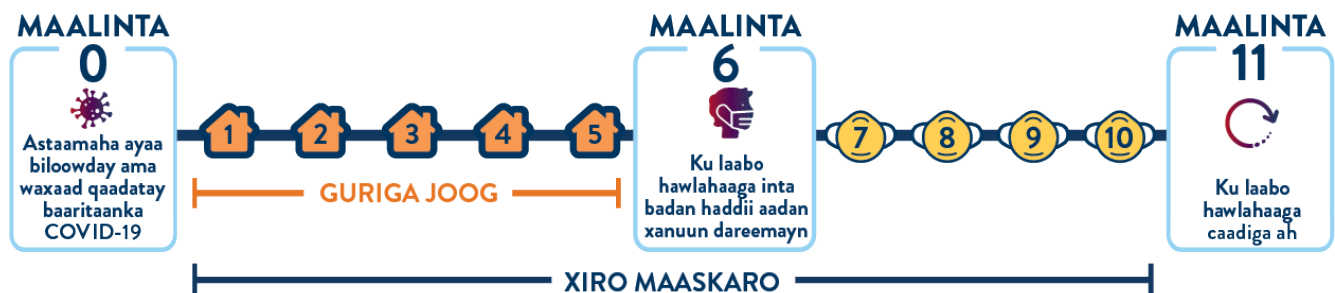 MAALINTA
0
Astaamaha ayaa
biloowday ama
waxaad qaadatay
baaritaanka
COVID-19
1 2 3 4 5
GURIGA JOOG
MAALINTA
6
Ku laabo
hawlahaaga inta
badan haddii aadan
xanuun dareemayn
7 8 9 10
MAALINTA
11
Ku laabo
hawlahaaga
caadiga ah
XIRO MAASKARO